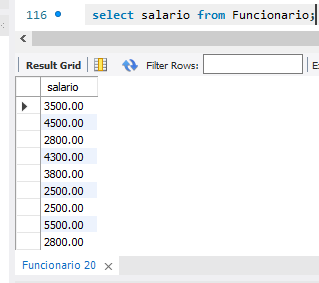 116 select salario from Funcionario;
Result Grid Filter Rows:
salario
3500.00
4500.00
2800.00
4300.00
3800.00
2500.00
2500.00
5500.00
2800.00
Funcionario 20